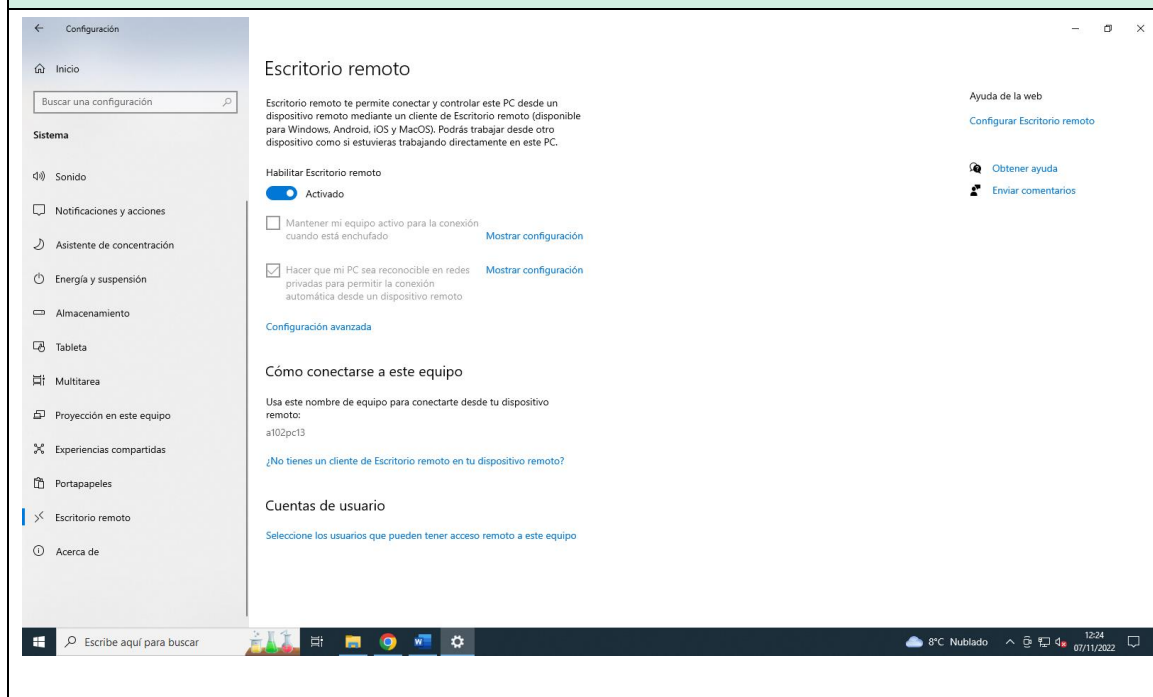 Configuración
Inicio
Buscar una configuración
Sistema
Sonido
Notificaciones y acciones
Asistente de concentración
Energía y suspensión
Almacenamiento
Tableta
Multitarea
Proyección en este equipo
Experiencias compartidas
Portapapeles
Escritorio remoto
Acerca de
Escritorio remoto
Escritorio remoto te permite conectar y controlar este PC desde un
dispositivo remoto mediante un cliente de Escritorio remoto (disponible
para Windows, Android, iOS y MacOS). Podrás trabajar desde otro
dispositivo como si estuvieras trabajando directamente en este PC.
Habilitar Escritorio remoto
Activado
Mantener mi equipo activo para la conexión
cuando está enchufado
Mostrar configuración
Hacer que mi PC sea reconocible en redes
privadas para permitir la conexión
automática desde un dispositivo remoto
Mostrar configuración
Configuración avanzada
Cómo conectarse a este equipo
Usa este nombre de equipo para conectarte desde tu dispositivo
remoto:
a102pc13
¿No tienes un cliente de Escritorio remoto en tu dispositivo remoto?
Cuentas de usuario
Seleccione los usuarios que pueden tener acceso remoto a este equipo
Ayuda de la web
Configurar Escritorio remoto
Obtener ayuda
Enviar comentarios
Escribe aquí para buscar
8°C Nublado
12:24
07/11/2022